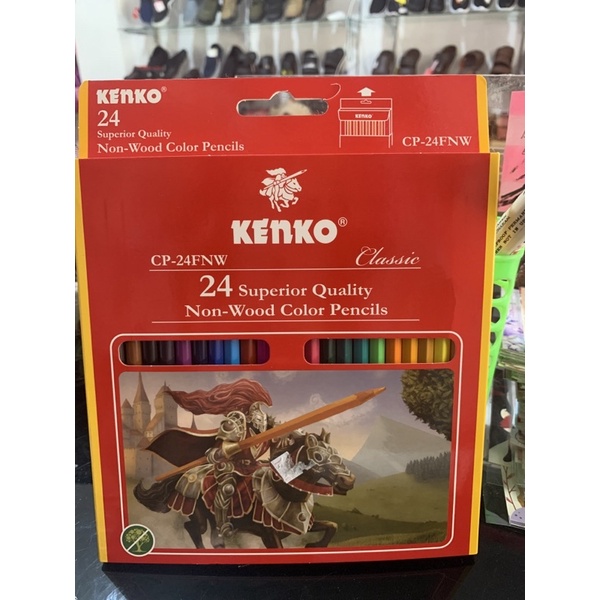 KENKO®
24
Superior Quality
Non-Wood Color Pencils
KENKO
CP-24FNW
KENKO®
CP-24FNW
Classic
24 Superior Quality
Non-Wood Color Pencils